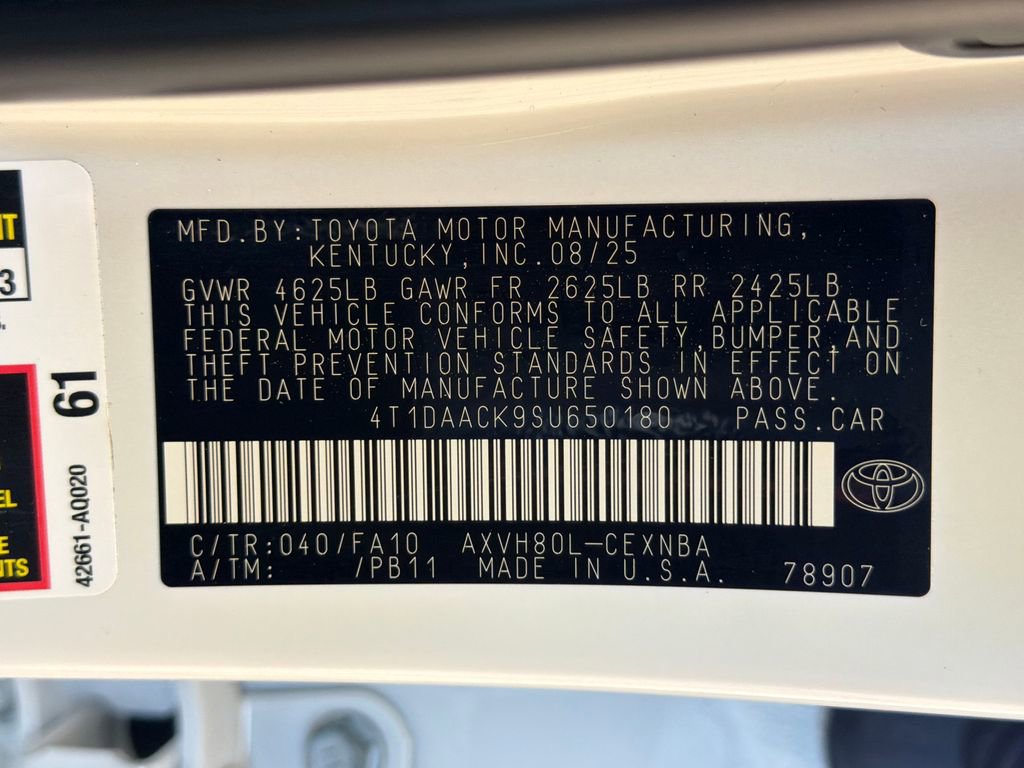 MFD.BY:TOYOTA MOTOR MANUFACTURING,
KENTUCKY,INC.08/25
GVWR 4625LB GAWR FR 2625LB RR 2425LB
THIS VEHICLE CONFORMS TO ALL APPLICABLE
FEDERAL MOTOR VEHICLE SAFETY,BUMPER,AND
THEFT PREVENTION STANDARDS IN EFFECT ON
THE DATE OF MANUFACTURE SHOWN ABOVE.
4T1DAACK9SU650180 PASS.CAR
C/TR:040/FA10 AXVH80L-CEXNBA
A/TM: /PB11 MADE IN U.S.A. 78907
61
42661-AQ020
3